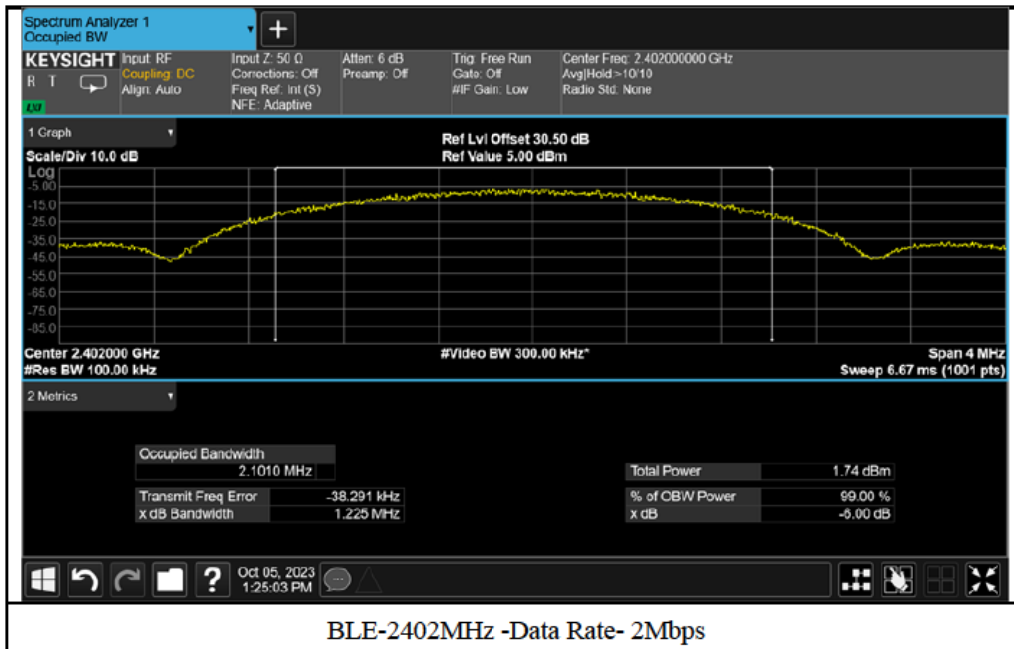 Spectrum Analyzer 1
Occupied BW
+
KEYSIGHT Input: RF Input Z: 50 Ω Atten: 6 dB Trig: Free Run Center Freq: 2.402000000 GHz
R T Coupling: DC Corrections: Off Preamp: Off Gate: Off Avg|Hold:>10/10
Align: Auto Freq Ref: Int (S) #IF Gain: Low Radio Std: None
LXI NFE: Adaptive
1 Graph
Ref Lvl Offset 30.50 dB
Scale/Div 10.0 dB Ref Value 5.00 dBm
Log
-5.00
-15.0
-25.0
-35.0
-45.0
-55.0
-65.0
-75.0
-85.0
Center 2.402000 GHz #Video BW 300.00 kHz* Span 4 MHz
#Res BW 100.00 kHz Sweep 6.67 ms (1001 pts)
2 Metrics
Occupied Bandwidth
2.1010 MHz Total Power 1.74 dBm
Transmit Freq Error -38.291 kHz % of OBW Power 99.00 %
x dB Bandwidth 1.225 MHz x dB -6.00 dB
? Oct 05, 2023
1:25:03 PM
BLE-2402MHz -Data Rate- 2Mbps